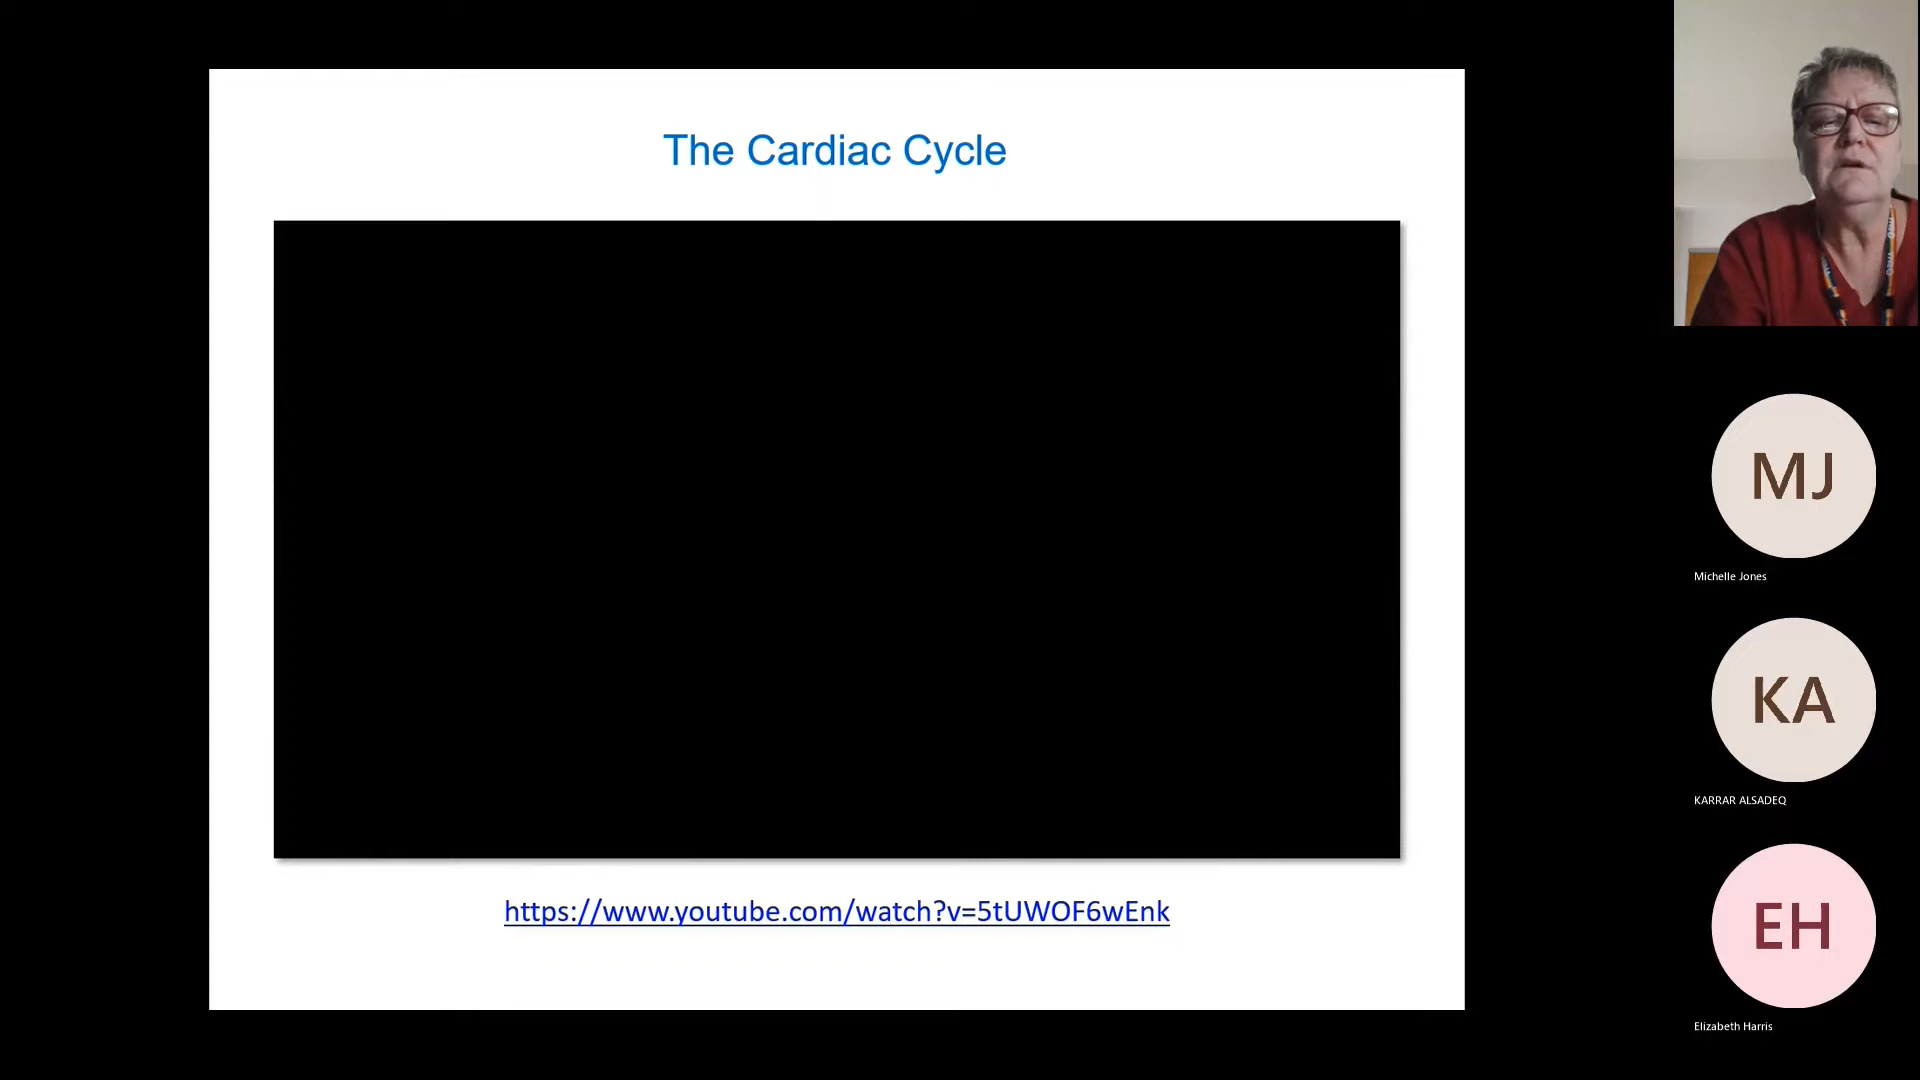 The Cardiac Cycle
https://www.youtube.com/watch?v=5tUWOF6wEnk
MJ
Michelle Jones
KA
KARRAR ALSADEQ
EH
Elizabeth Harris